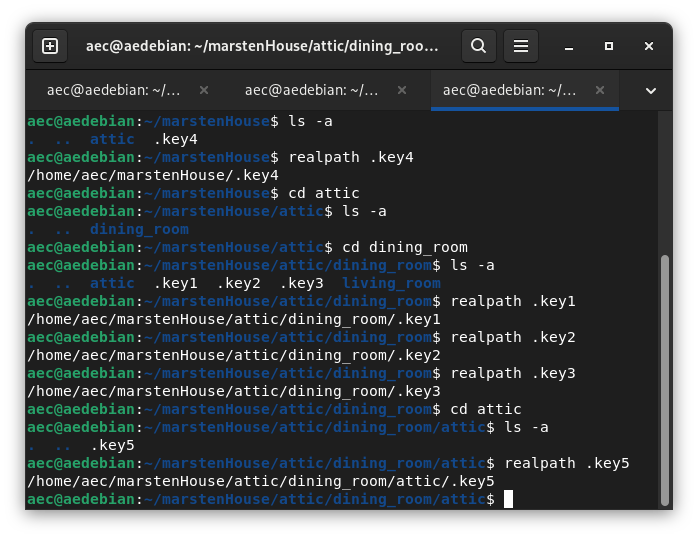 aec@aedebian: ~/marstenHouse/attic/dining_roo…
aec@aedebian: ~/… × aec@aedebian: ~/… × aec@aedebian: ~/… ×
aec@aedebian:~/marstenHouse$ ls -a
.  ..  attic  .key4
aec@aedebian:~/marstenHouse$ realpath .key4
/home/aec/marstenHouse/.key4
aec@aedebian:~/marstenHouse$ cd attic
aec@aedebian:~/marstenHouse/attic$ ls -a
.  ..  dining_room
aec@aedebian:~/marstenHouse/attic$ cd dining_room
aec@aedebian:~/marstenHouse/attic/dining_room$ ls -a
.  ..  attic  .key1  .key2  .key3  living_room
aec@aedebian:~/marstenHouse/attic/dining_room$ realpath .key1
/home/aec/marstenHouse/attic/dining_room/.key1
aec@aedebian:~/marstenHouse/attic/dining_room$ realpath .key2
/home/aec/marstenHouse/attic/dining_room/.key2
aec@aedebian:~/marstenHouse/attic/dining_room$ realpath .key3
/home/aec/marstenHouse/attic/dining_room/.key3
aec@aedebian:~/marstenHouse/attic/dining_room$ cd attic
aec@aedebian:~/marstenHouse/attic/dining_room/attic$ ls -a
.  ..  .key5
aec@aedebian:~/marstenHouse/attic/dining_room/attic$ realpath .key5
/home/aec/marstenHouse/attic/dining_room/attic/.key5
aec@aedebian:~/marstenHouse/attic/dining_room/attic$